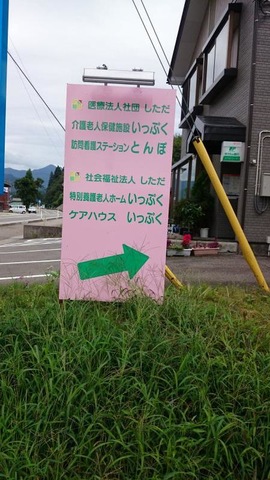 医療法人社団 しただ
介護老人保健施設 いっぷく
訪問看護ステーション とんぼ
社会福祉法人 しただ
特別養護老人ホーム いっぷく
ケアハウス いっぷく